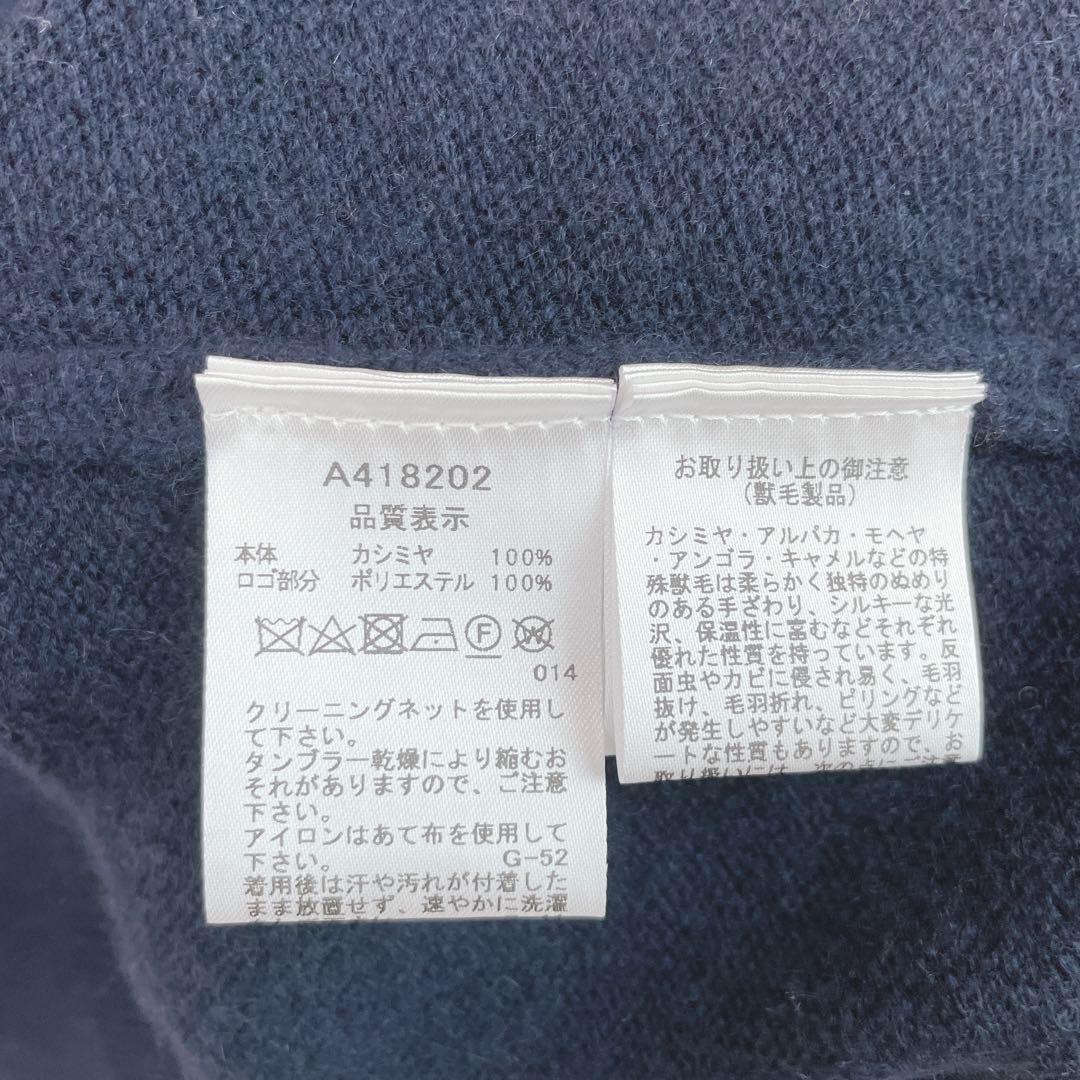 A418202
品質表示
本体 カシミヤ 100%
ロゴ部分 ポリエステル 100%
F W
014
クリーニングネットを使用し
て下さい。
タンブラー乾燥により縮むお
それがありますので、ご注意
下さい。
アイロンはあて布を使用して
下さい。 G-52
着用後は汗や汚れが付着した
まま放置せず、速やかに洗濯
お取り扱い上の御注意
(獣毛製品)
カシミヤ・アルパカ・モヘヤ
・アンゴラ・キャメルなどの特
殊獣毛は柔らかく独特のぬめり
のある手ざわり、シルキーな光
沢、保温性に富むなどそれぞれ
優れた性質を持っています。反
面虫やカビに侵され易く、毛羽
抜け、毛羽折れ、ピリングなど
が発生しやすいなど大変デリケ
ートな性質もありますので、お
取り扱いには、次の点にご注意